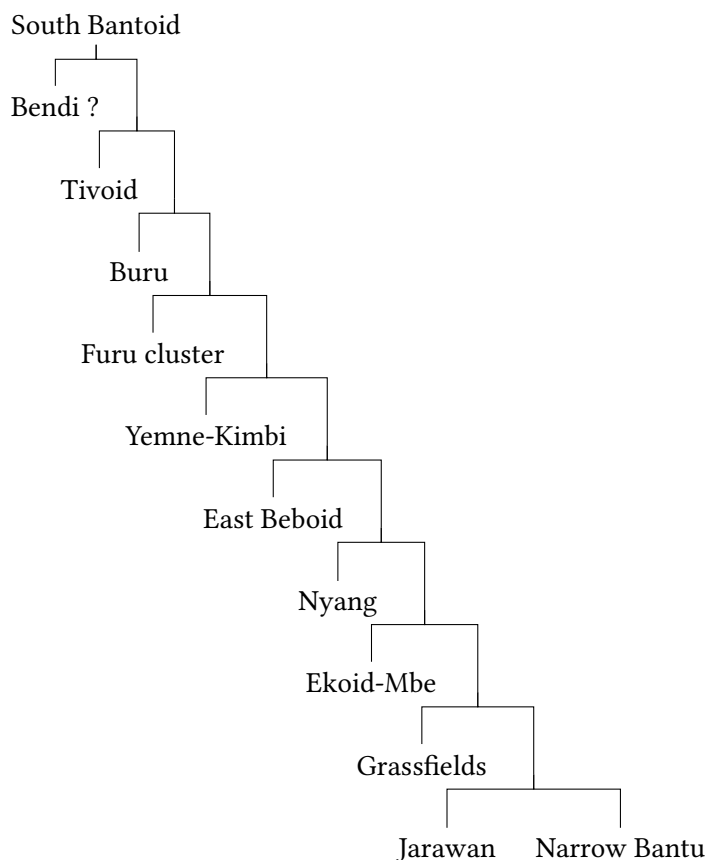 South Bantoid
Bendi ?
Tivoid
Buru
Furu cluster
Yemne-Kimbi
East Beboid
Nyang
Ekoid-Mbe
Grassfields
Jarawan Narrow Bantu